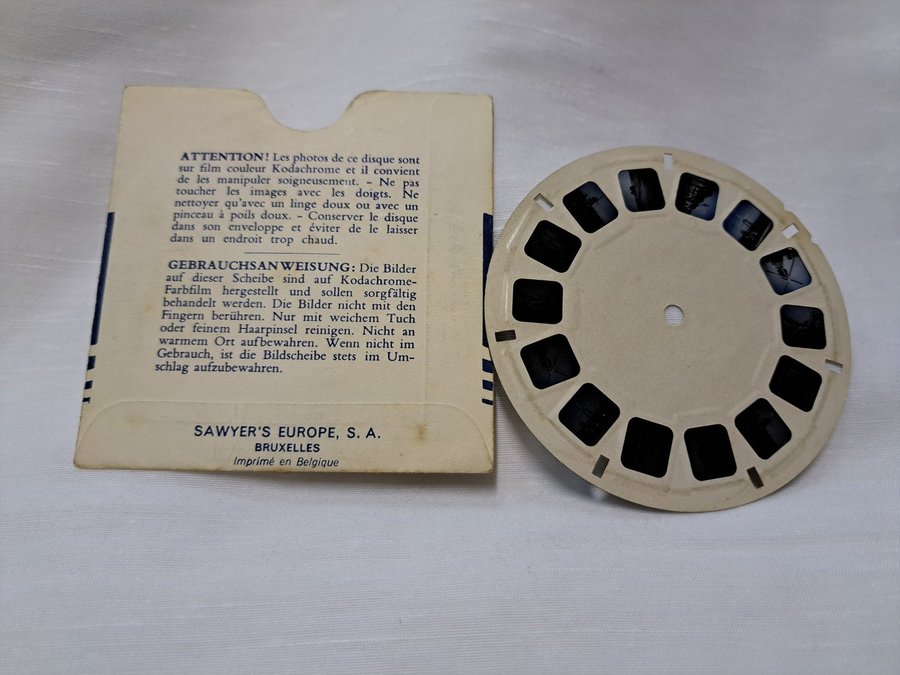 ATTENTION! Les photos de ce disque sont
sur film couleur Kodachrome et il convient
de les manipuler soigneusement. - Ne pas
toucher les images avec les doigts. Ne
nettoyer qu'avec un linge doux ou avec un
pinceau à poils doux. - Conserver le disque
dans son enveloppe et éviter de le laisser
dans un endroit trop chaud.
GEBRAUCHSANWEISUNG: Die Bilder
auf dieser Scheibe sind auf Kodachrome-
Farbfilm hergestellt und sollen sorgfältig
behandelt werden. Die Bilder nicht mit den
Fingern berühren. Nur mit weichem Tuch
oder feinem Haarpinsel reinigen. Nicht an
warmem Ort aufbewahren. Wenn nicht im
Gebrauch, ist die Bildscheibe stets im Um-
schlag aufzubewahren.
SAWYER'S EUROPE, S. A.
BRUXELLES
Imprimé en Belgique